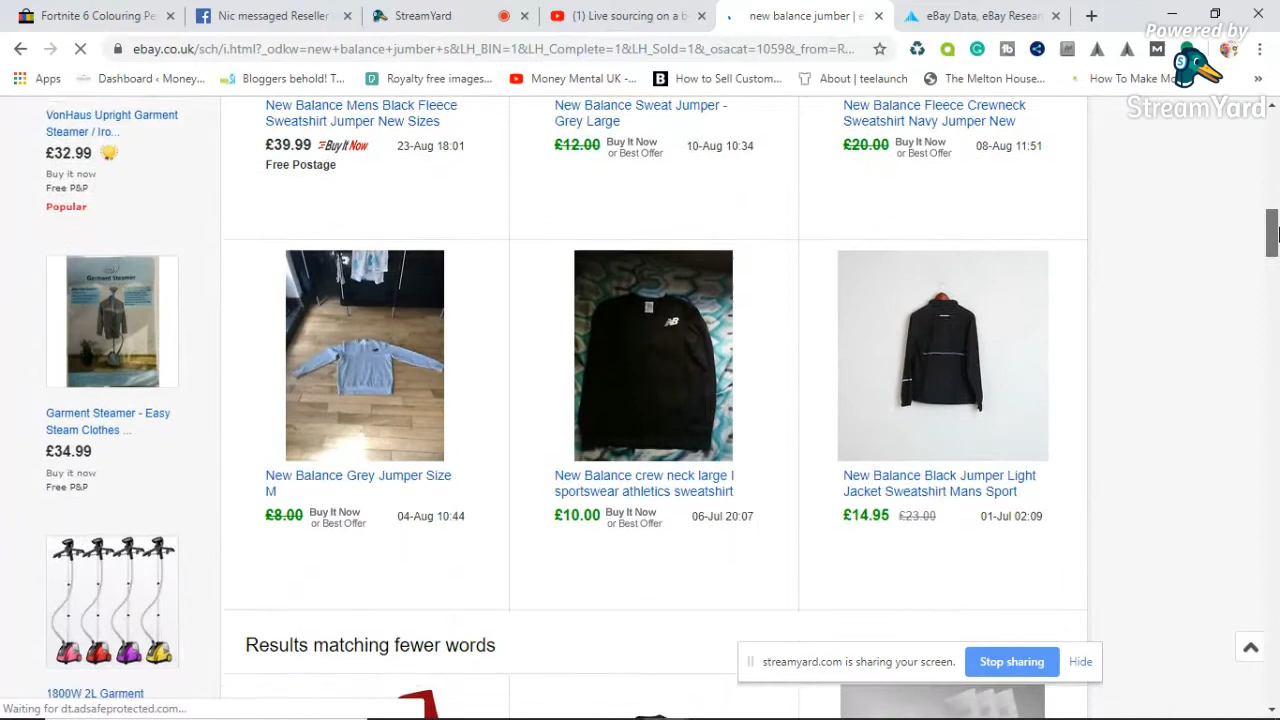 Fortnite 6 Colouring Pe
Nic messaged Reseller
StreamYard
(1) Live sourcing on a b
new balance jumber | e
eBay Data, eBay Resear
ebay.co.uk/sch/i.html?_odkw=new+balance+jumber+s&LH_BIN=1&LH_Complete=1&LH_Sold=1&_osacat=1059&_from=R...
Powered by
StreamYard
Apps
Dashboard ‹ Money...
Bloggers behold! T...
Royalty free images...
Money Mental UK -...
How to Sell Custom...
About | teelaunch
The Melton House...
How To Make Mo
»
VonHaus Upright Garment
Steamer / Iro...
£32.99
Buy it now
Free P&P
Popular
Garment Steamer - Easy
Steam Clothes ...
£34.99
Buy it now
Free P&P
1800W 2L Garment
New Balance Mens Black Fleece
Sweatshirt Jumper New Sizes
£39.99 Buy It Now 23-Aug 18:01
Free Postage
New Balance Sweat Jumper -
Grey Large
£12.00 Buy It Now
or Best Offer 10-Aug 10:34
New Balance Fleece Crewneck
Sweatshirt Navy Jumper New
£20.00 Buy It Now
or Best Offer 08-Aug 11:51
New Balance Grey Jumper Size
M
£8.00 Buy It Now
or Best Offer 04-Aug 10:44
New Balance crew neck large l
sportswear athletics sweatshirt
£10.00 Buy It Now
or Best Offer 06-Jul 20:07
New Balance Black Jumper Light
Jacket Sweatshirt Mans Sport
£14.95 £23.00 01-Jul 02:09
Results matching fewer words
streamyard.com is sharing your screen. Stop sharing Hide
Waiting for dt.adsafeprotected.com...